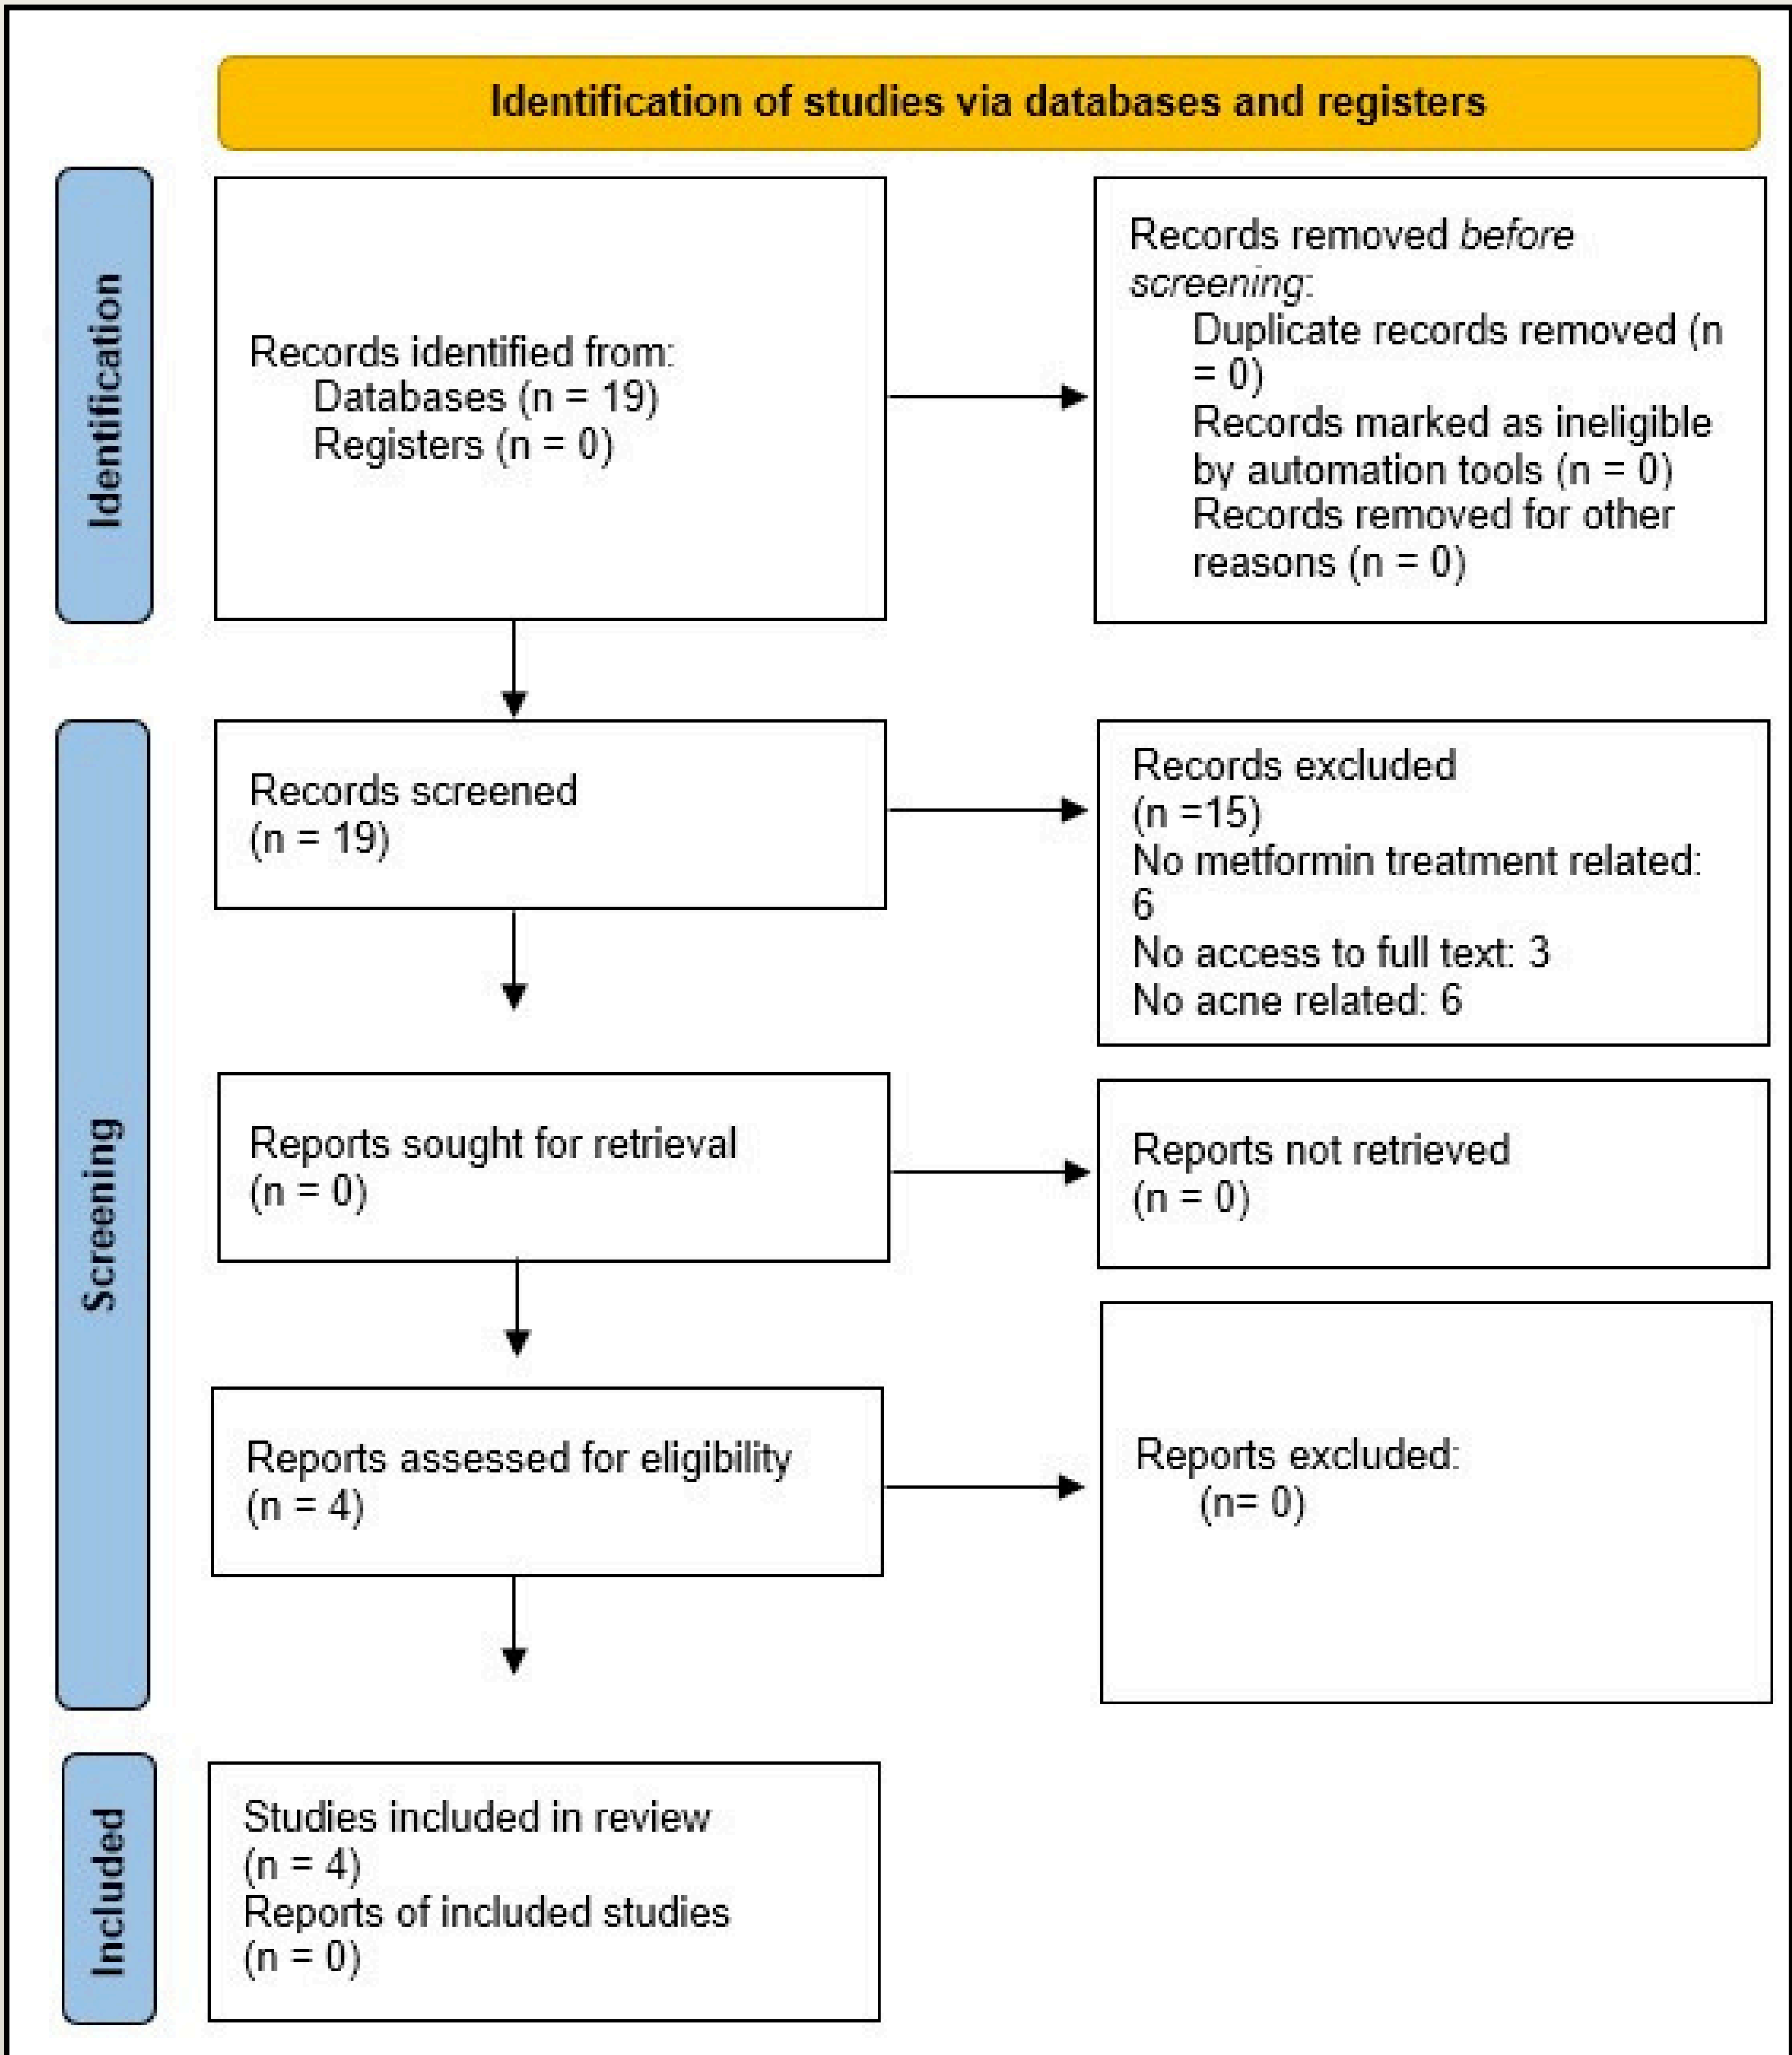 Identification of studies via databases and registers
Identification
Records identified from:
Databases (n = 19)
Registers (n = 0)
Records removed before
screening:
Duplicate records removed (n
= 0)
Records marked as ineligible
by automation tools (n = 0)
Records removed for other
reasons (n = 0)
Screening
Records screened
(n = 19)
Records excluded
(n =15)
No metformin treatment related:
6
No access to full text: 3
No acne related: 6
Reports sought for retrieval
(n = 0)
Reports not retrieved
(n = 0)
Reports assessed for eligibility
(n = 4)
Reports excluded:
(n= 0)
Included
Studies included in review
(n = 4)
Reports of included studies
(n = 0)